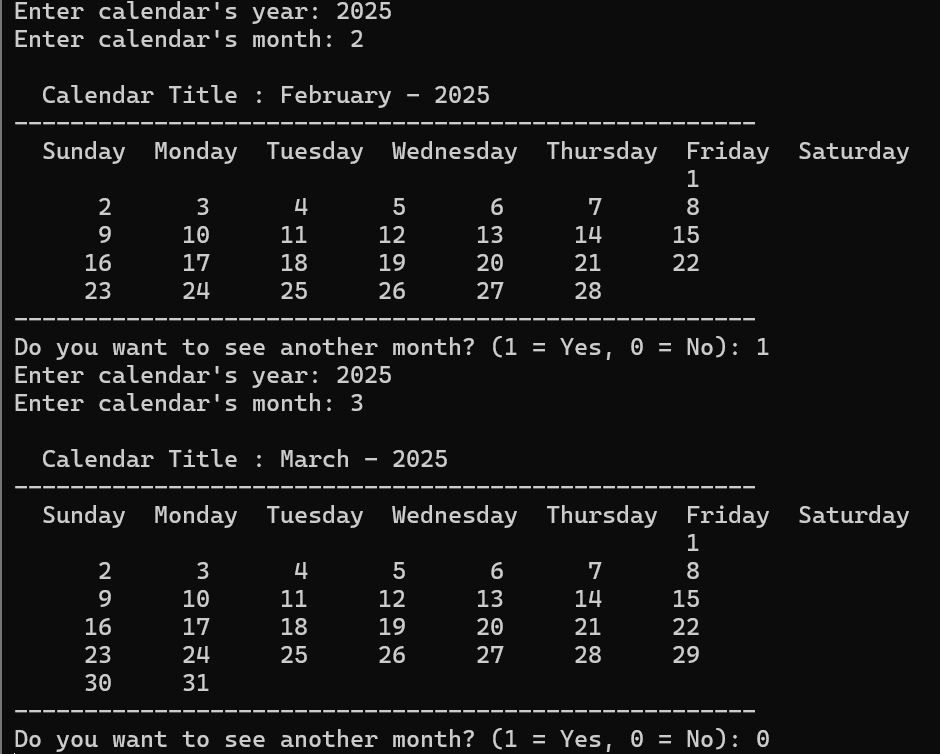 Enter calendar's year: 2025
Enter calendar's month: 2
  Calendar Title : February - 2025
-----------------------------------------------------
  Sunday  Monday  Tuesday  Wednesday  Thursday  Friday  Saturday
                                                1
      2      3      4      5      6      7      8
      9     10     11     12     13     14     15
     16     17     18     19     20     21     22
     23     24     25     26     27     28
-----------------------------------------------------
Do you want to see another month? (1 = Yes, 0 = No): 1
Enter calendar's year: 2025
Enter calendar's month: 3
  Calendar Title : March - 2025
-----------------------------------------------------
  Sunday  Monday  Tuesday  Wednesday  Thursday  Friday  Saturday
                                                1
      2      3      4      5      6      7      8
      9     10     11     12     13     14     15
     16     17     18     19     20     21     22
     23     24     25     26     27     28     29
     30     31
-----------------------------------------------------
Do you want to see another month? (1 = Yes, 0 = No): 0